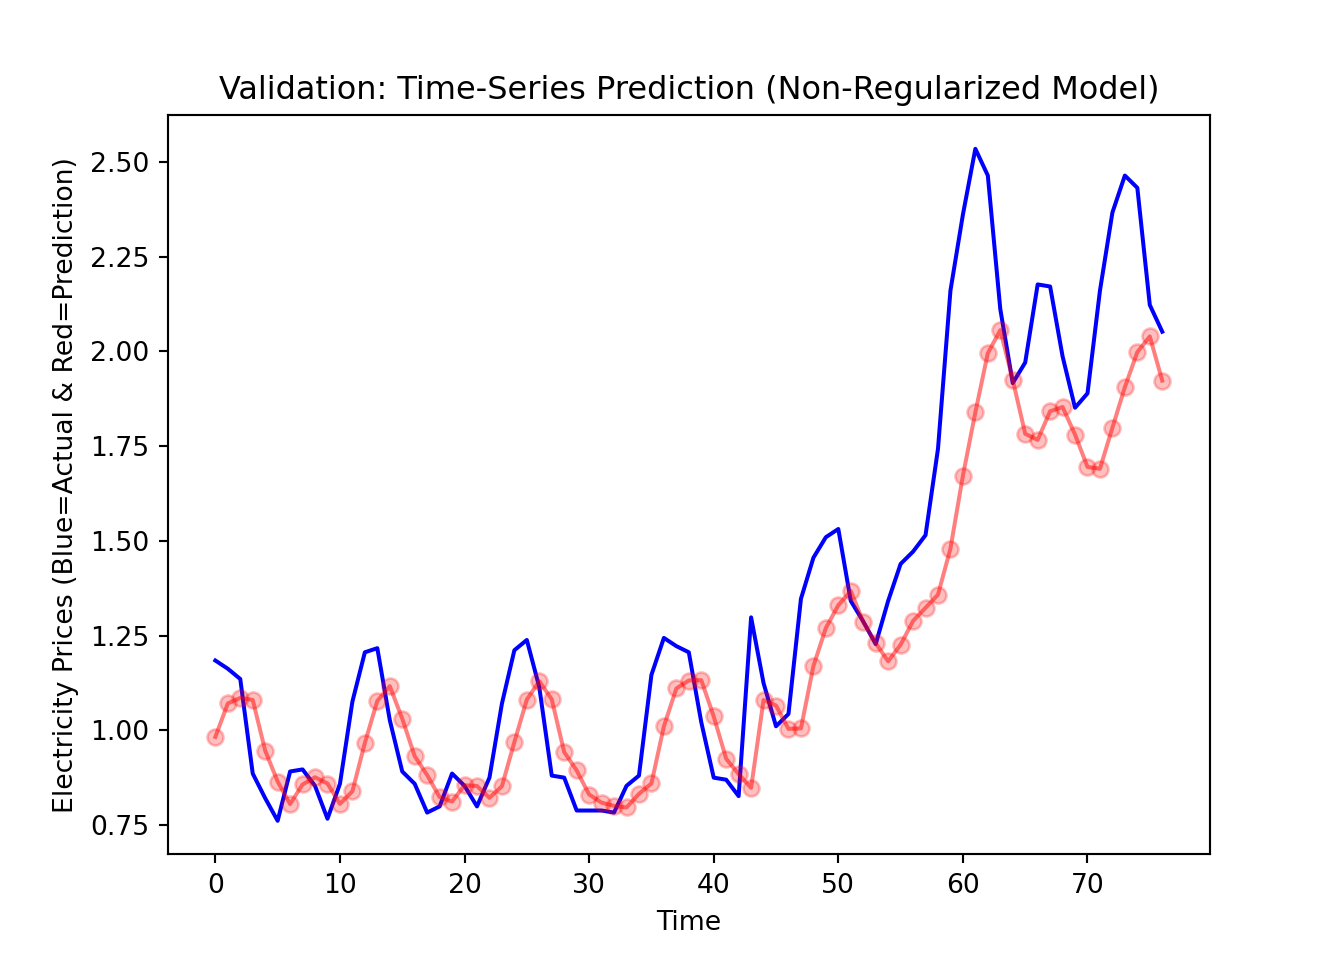 Validation: Time-Series Prediction (Non-Regularized Model)
Electricity Prices (Blue=Actual & Red=Prediction)
2.50
2.25
2.00
1.75
1.50
1.25
1.00
0.75
0 10 20 30 40 50 60 70
Time